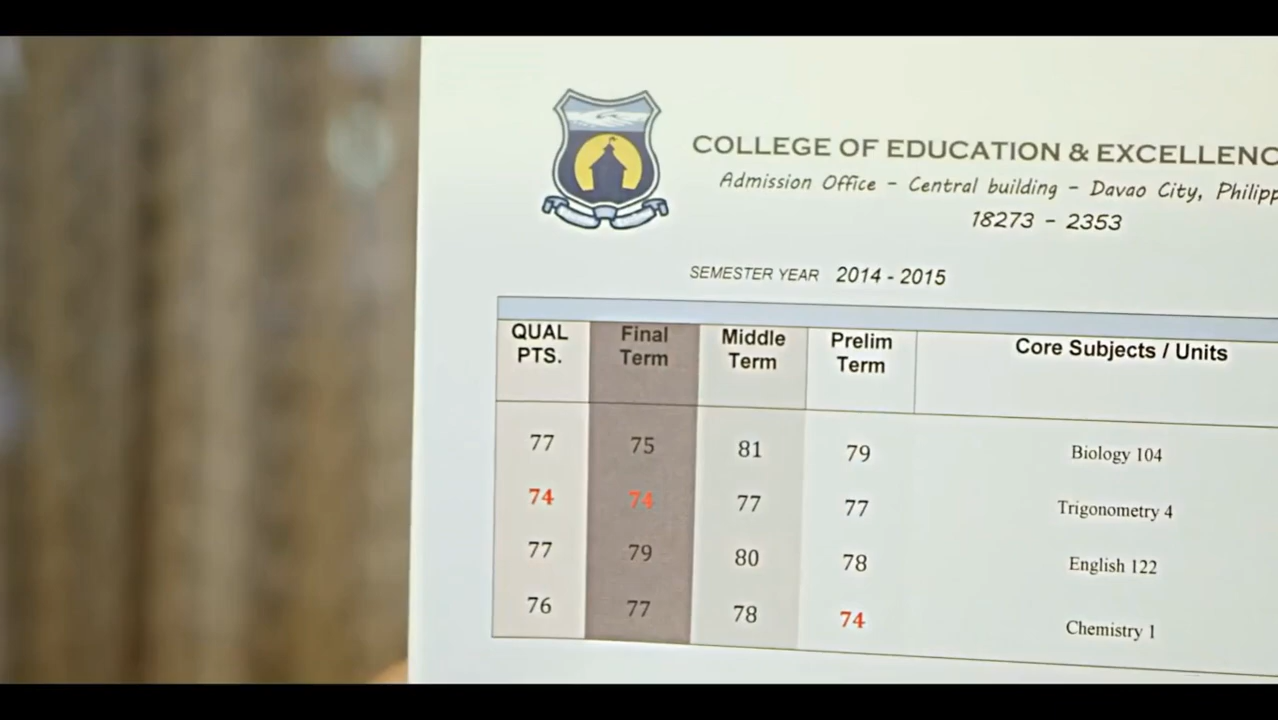 COLLEGE OF EDUCATION & EXCELLENC
Admission Office - Central building - Davao City, Philipp
18273 - 2353
SEMESTER YEAR 2014 - 2015
QUAL PTS. Final Term Middle Term Prelim Term Core Subjects / Units
77 75 81 79 Biology 104
74 74 77 77 Trigonometry 4
77 79 80 78 English 122
76 77 78 74 Chemistry 1